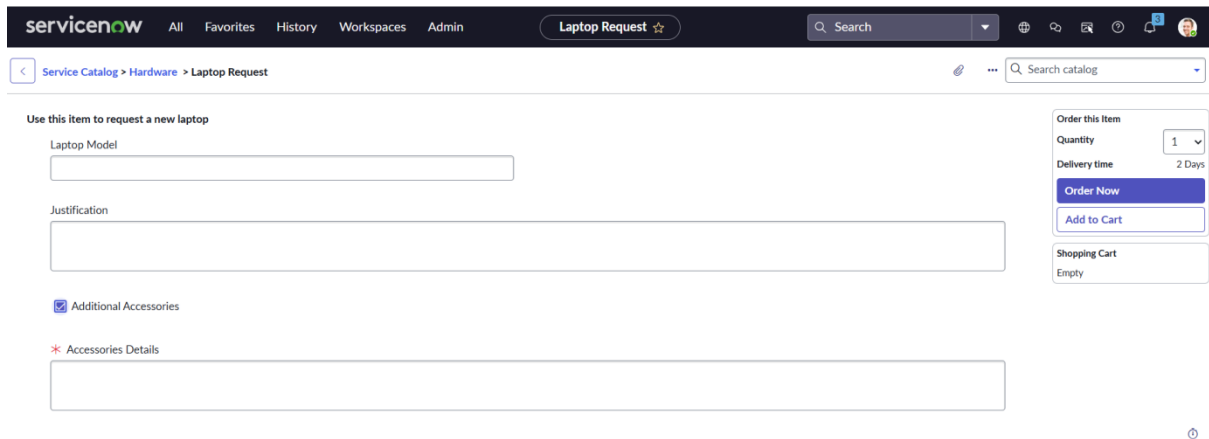 servicenow All Favorites History Workspaces Admin Laptop Request Search 3
Service Catalog > Hardware > Laptop Request Search catalog
Use this item to request a new laptop
Laptop Model
Justification
Additional Accessories
* Accessories Details
Order this Item
Quantity 1
Delivery time 2 Days
Order Now
Add to Cart
Shopping Cart
Empty